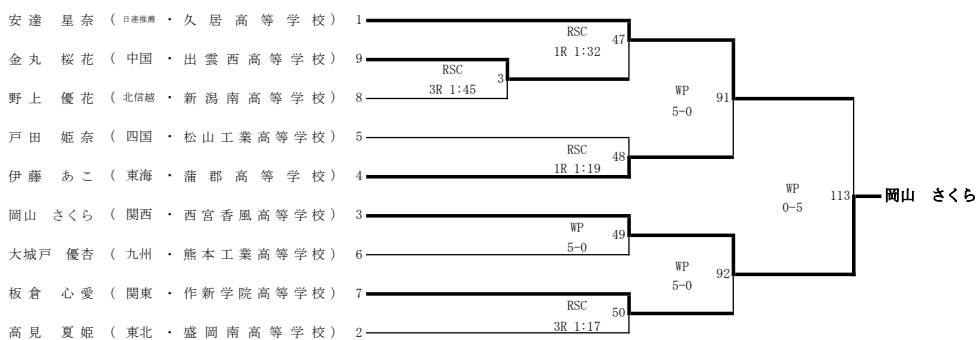 安達 星奈 ( 日連推薦 ・ 久居高等学校 ) 1
RSC 47
1R 1:32
金丸 桜花 ( 中国 ・ 出雲西高等学校 ) 9
RSC 3
3R 1:45
WP 91
5-0
野上 優花 ( 北信越 ・ 新潟南高等学校 ) 8
戸田 姫奈 ( 四国 ・ 松山工業高等学校 ) 5
RSC 48
1R 1:19
伊藤 あこ ( 東海 ・ 蒲郡高等学校 ) 4
WP 113 岡山 さくら
0-5
岡山 さくら ( 関西 ・ 西宮香風高等学校 ) 3
WP 49
5-0
大城戸 優杏 ( 九州 ・ 熊本工業高等学校 ) 6
WP 92
5-0
板倉 心愛 ( 関東 ・ 作新学院高等学校 ) 7
RSC 50
3R 1:17
高見 夏姫 ( 東北 ・ 盛岡南高等学校 ) 2